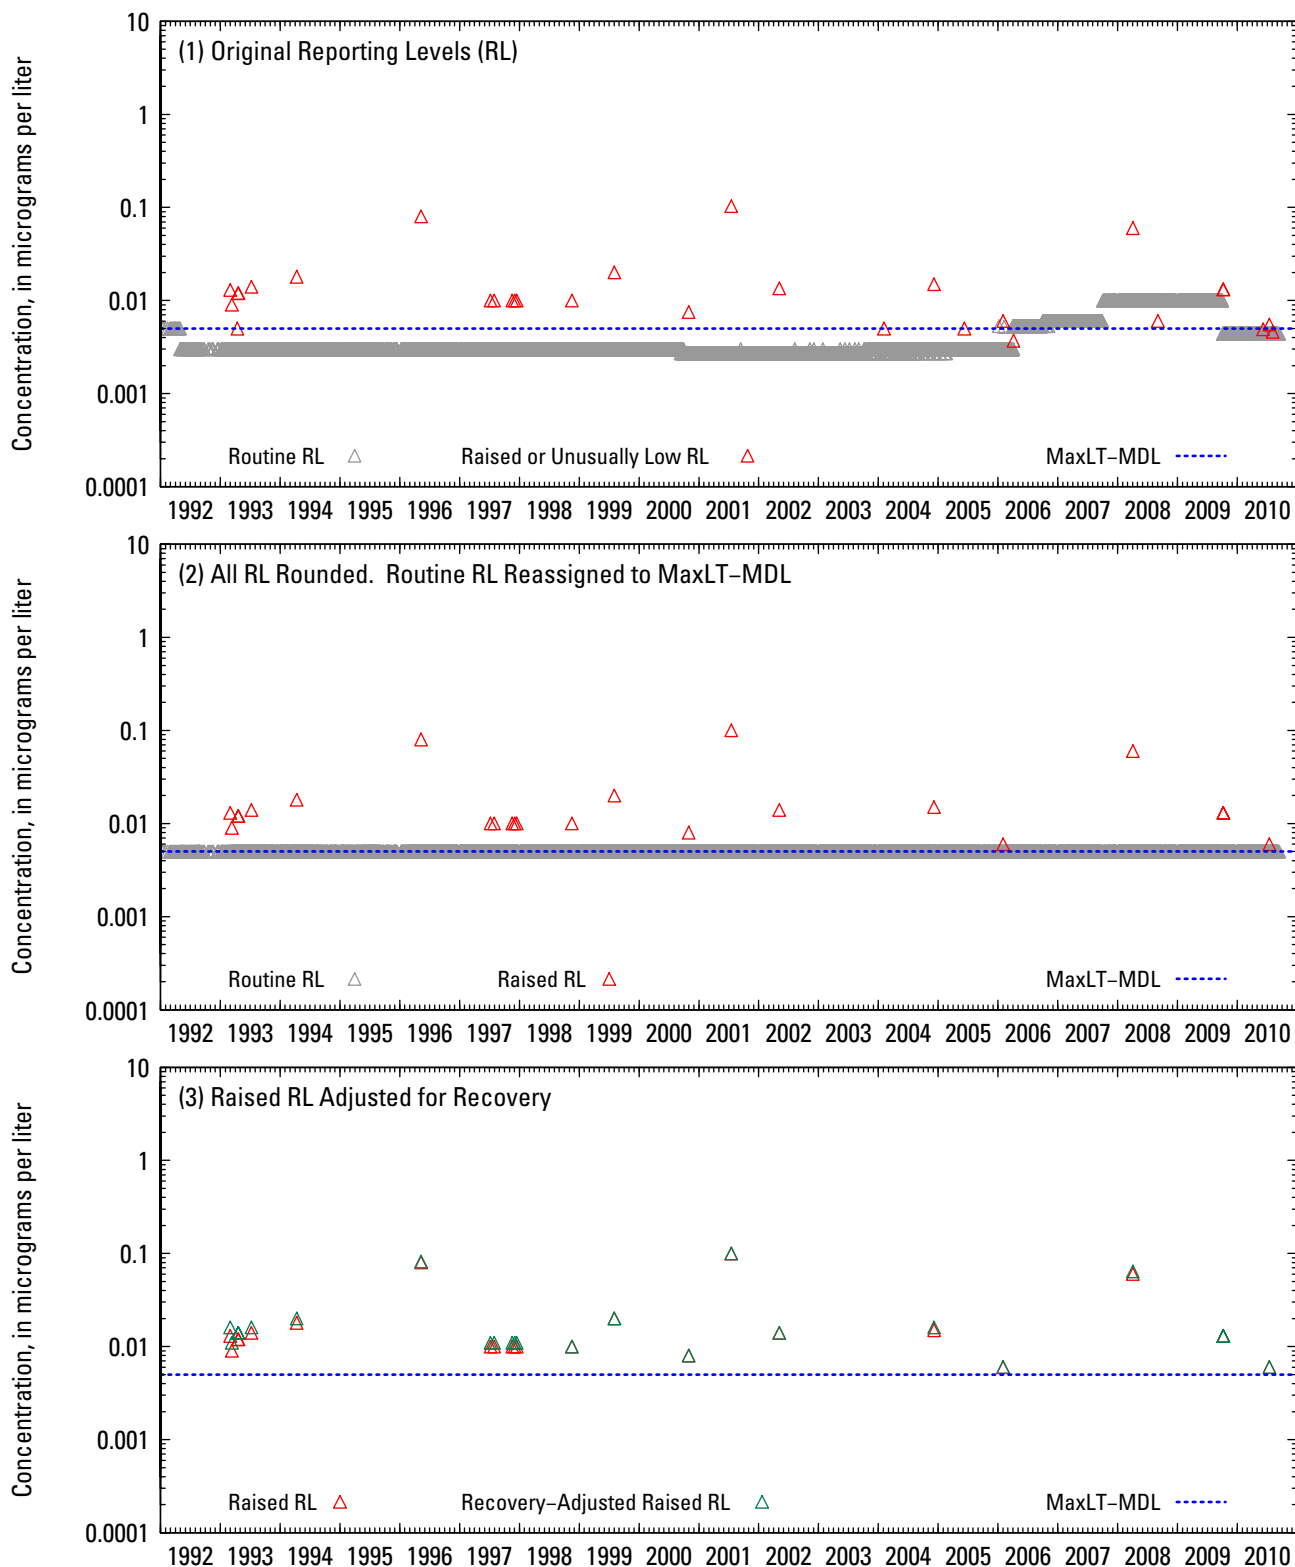 (1) Original Reporting Levels (RL)
Concentration, in micrograms per liter
10
1
0.1
0.01
0.001
0.0001
Routine RL
Raised or Unusually Low RL
MaxLT–MDL
1992 1993 1994 1995 1996 1997 1998 1999 2000 2001 2002 2003 2004 2005 2006 2007 2008 2009 2010
(2) All RL Rounded. Routine RL Reassigned to MaxLT–MDL
Concentration, in micrograms per liter
10
1
0.1
0.01
0.001
0.0001
Routine RL
Raised RL
MaxLT–MDL
1992 1993 1994 1995 1996 1997 1998 1999 2000 2001 2002 2003 2004 2005 2006 2007 2008 2009 2010
(3) Raised RL Adjusted for Recovery
Concentration, in micrograms per liter
10
1
0.1
0.01
0.001
0.0001
Raised RL
Recovery–Adjusted Raised RL
MaxLT–MDL
1992 1993 1994 1995 1996 1997 1998 1999 2000 2001 2002 2003 2004 2005 2006 2007 2008 2009 2010